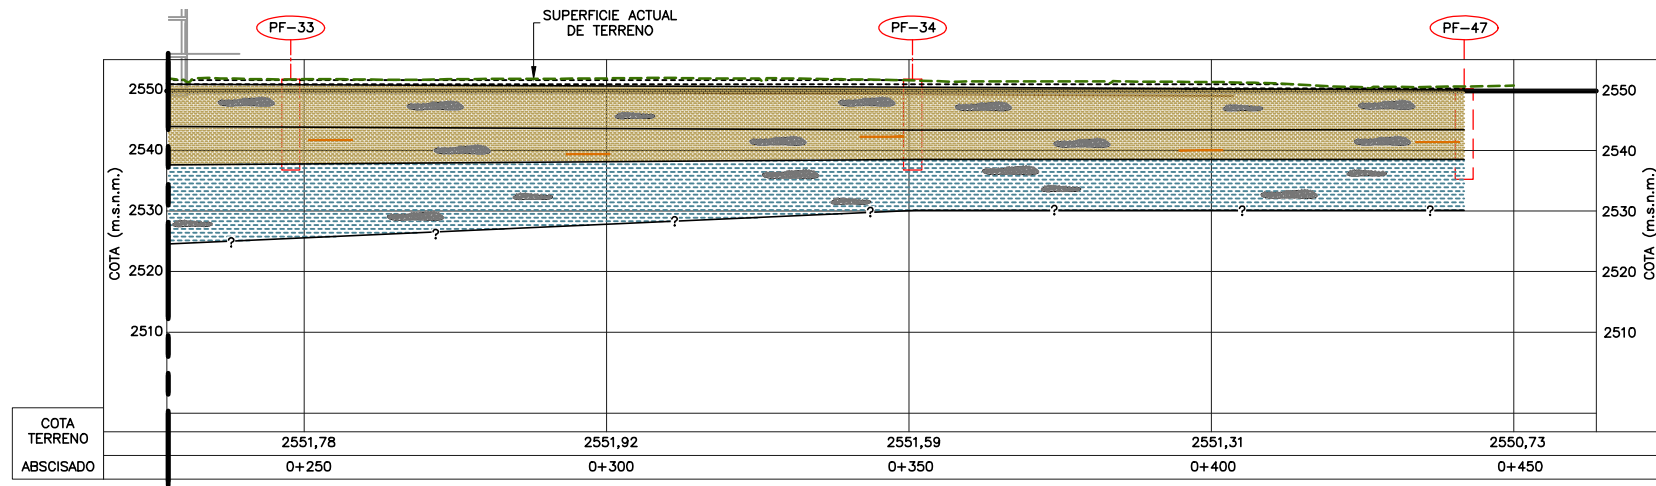 SUPERFICIE ACTUAL
DE TERRENO
PF-33
PF-34
PF-47
2550
2550
2540
2540
2530
2530
2520
2520
2510
2510
COTA (m.s.n.m.)
COTA (m.s.n.m.)
? ? ? ? ? ? ?
COTA
TERRENO
2551,78 2551,92 2551,59 2551,31 2550,73
ABSCISADO 0+250 0+300 0+350 0+400 0+450